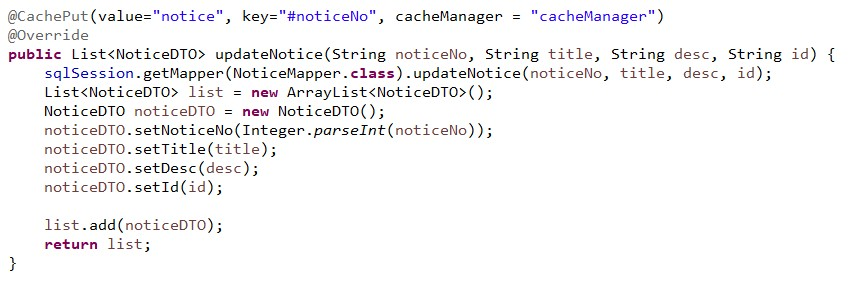 @CachePut(value="notice", key="#noticeNo", cacheManager = "cacheManager")
@Override
public List<NoticeDTO> updateNotice(String noticeNo, String title, String desc, String id) {
    sqlSession.getMapper(NoticeMapper.class).updateNotice(noticeNo, title, desc, id);
    List<NoticeDTO> list = new ArrayList<NoticeDTO>();
    NoticeDTO noticeDTO = new NoticeDTO();
    noticeDTO.setNoticeNo(Integer.parseInt(noticeNo));
    noticeDTO.setTitle(title);
    noticeDTO.setDesc(desc);
    noticeDTO.setId(id);

    list.add(noticeDTO);
    return list;
}